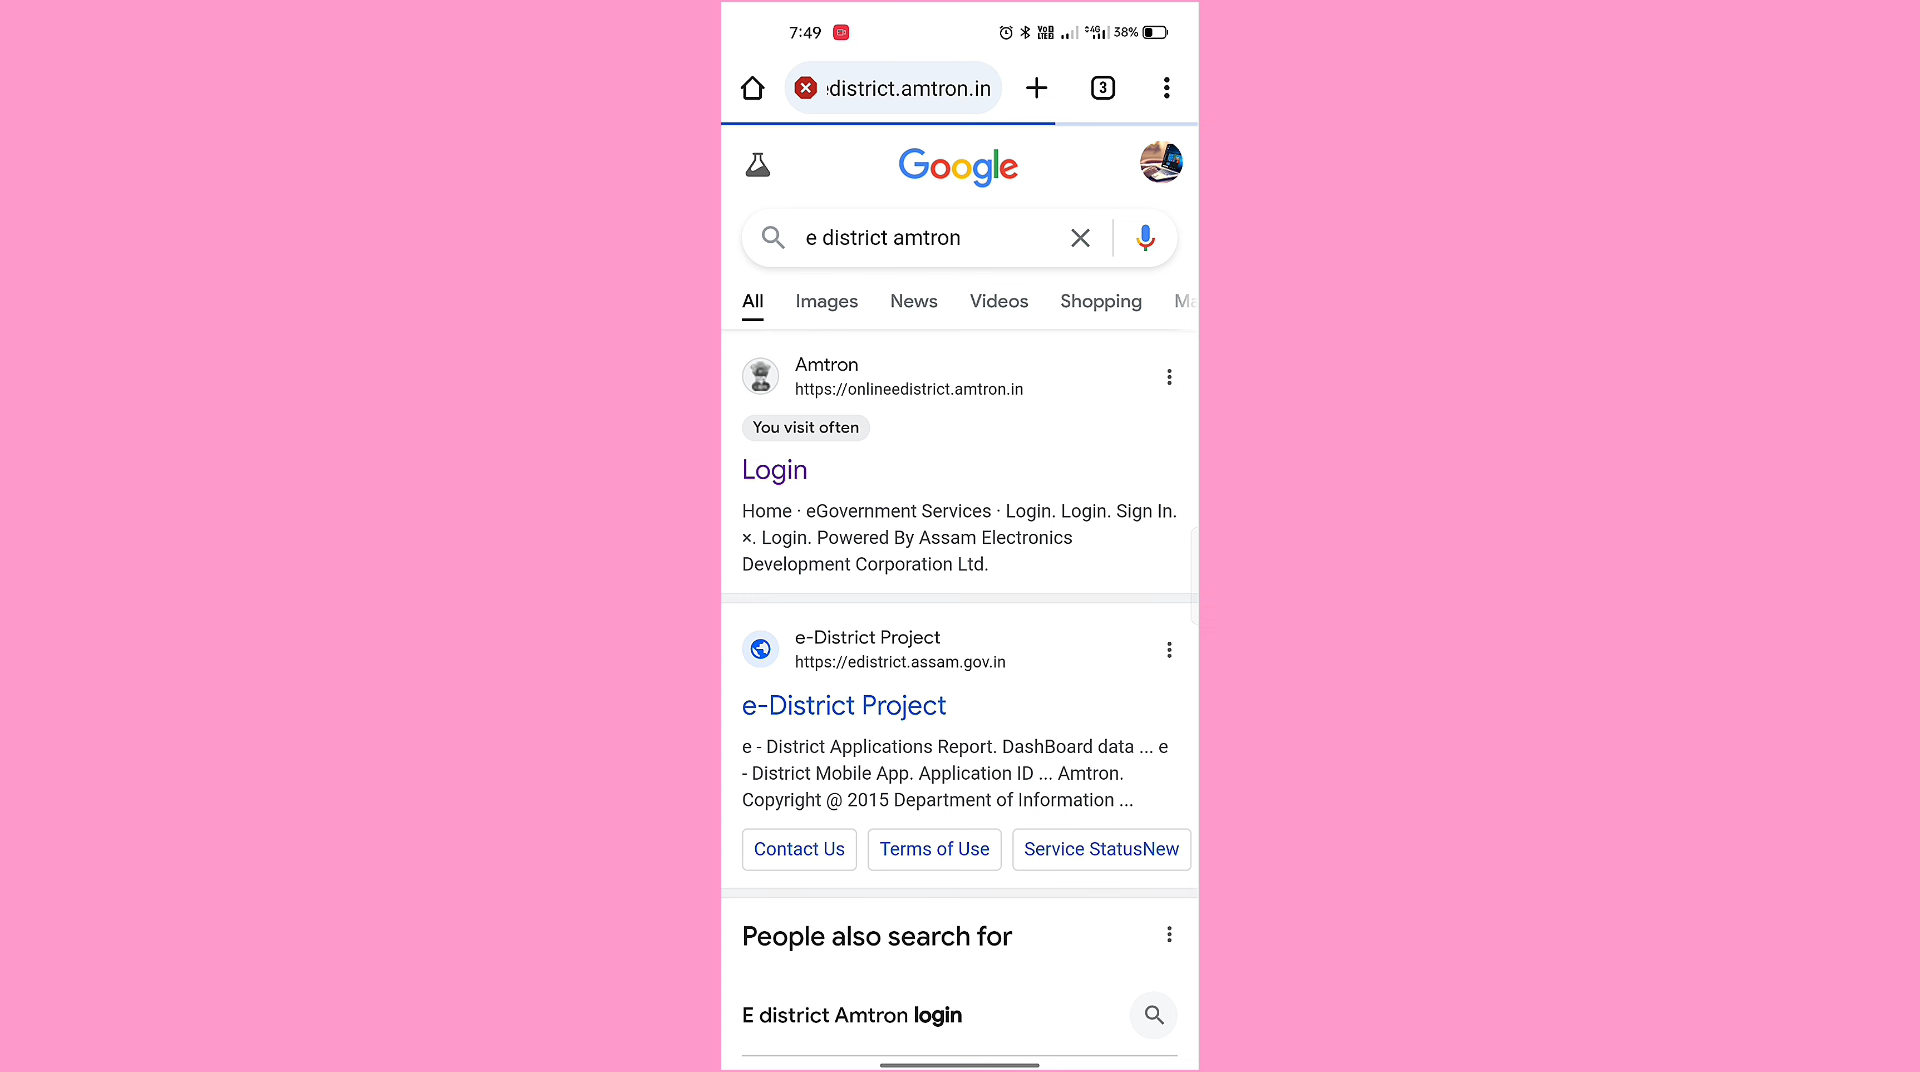 7:49
VoD LTE2 4G 38%
edistrict.amtron.in
3
Google
e district amtron
All Images News Videos Shopping
Amtron
https://onlineedistrict.amtron.in
You visit often
Login
Home · eGovernment Services · Login. Login. Sign In.
×. Login. Powered By Assam Electronics
Development Corporation Ltd.
e-District Project
https://edistrict.assam.gov.in
e-District Project
e - District Applications Report. DashBoard data ... e
- District Mobile App. Application ID ... Amtron.
Copyright @ 2015 Department of Information ...
Contact Us
Terms of Use
Service StatusNew
People also search for
E district Amtron login